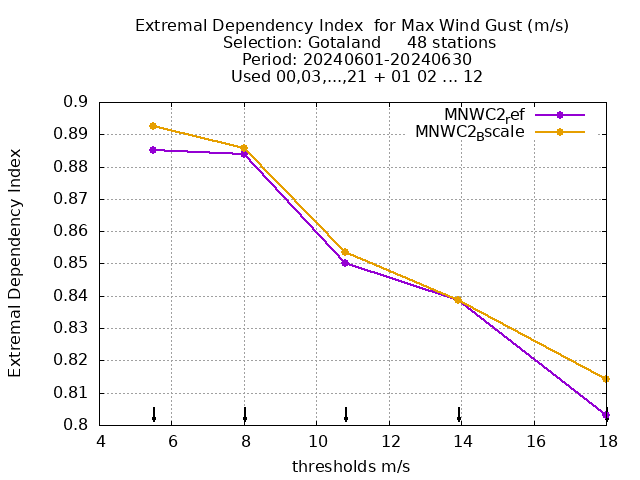 Extremal Dependency Index  for Max Wind Gust (m/s)
Selection: Gotaland     48 stations
Period: 20240601-20240630
Used 00,03,...,21 + 01 02 ... 12
MNWC2ref
MNWC2Bscale
Extremal Dependency Index
0.9
0.89
0.88
0.87
0.86
0.85
0.84
0.83
0.82
0.81
0.8
4 6 8 10 12 14 16 18
thresholds m/s